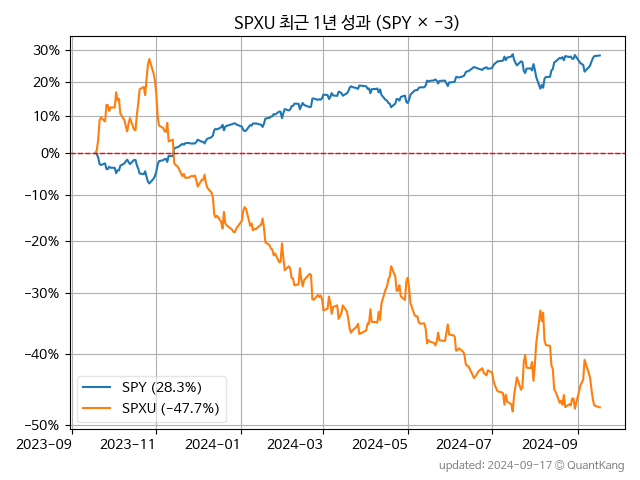 SPXU 최근 1년 성과 (SPY × −3)
30%
20%
10%
0%
−10%
−20%
−30%
−40%
−50%
SPY (28.3%)
SPXU (−47.7%)
2023-09 2023-11 2024-01 2024-03 2024-05 2024-07 2024-09
updated: 2024-09-17 © QuantKang